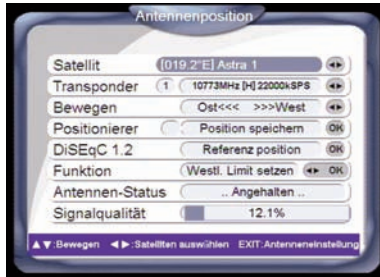 Antennenposition
Satellit [019.2°E] Astra 1
Transponder 1 10773MHz [H] 22000kSPS
Bewegen Ost<<< >>>West
Positionierer Position speichern OK
DiSEqC 1.2 Referenz position OK
Funktion Westl. Limit setzen ◀▶ OK
Antennen-Status .. Angehalten ..
Signalqualität 12.1%
▲▼:Bewegen ◀▶:Satelliten auswählen EXIT:Antenneneinstellung